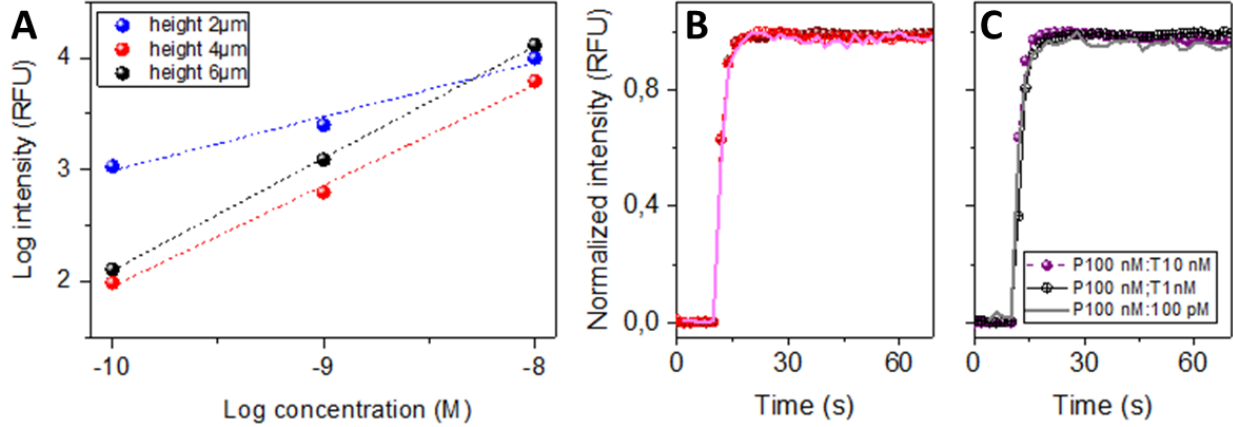 A
height 2µm
height 4µm
height 6µm
Log intensity (RFU)
4
3
2
-10
-9
-8
Log concentration (M)
B
Normalized intensity (RFU)
0,8
0,4
0,0
0
30
60
Time (s)
C
P100 nM:T10 nM
P100 nM;T1nM
P100 nM:100 pM
0
30
60
Time (s)